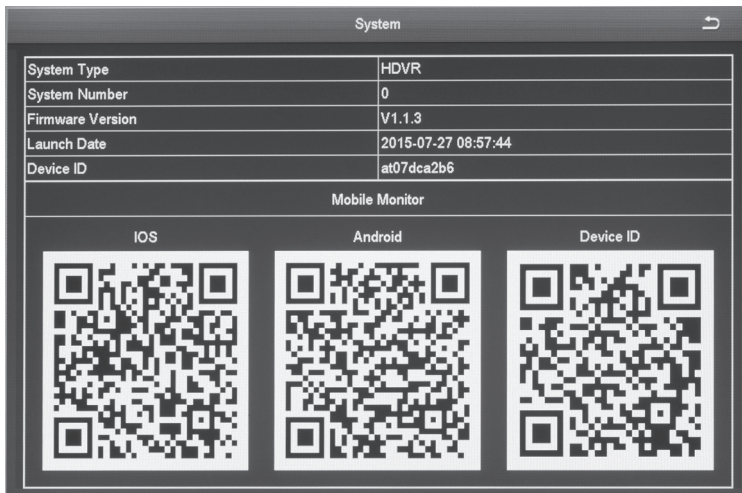 System
System Type HDVR
System Number 0
Firmware Version V1.1.3
Launch Date 2015-07-27 08:57:44
Device ID at07dca2b6
Mobile Monitor
IOS Android Device ID